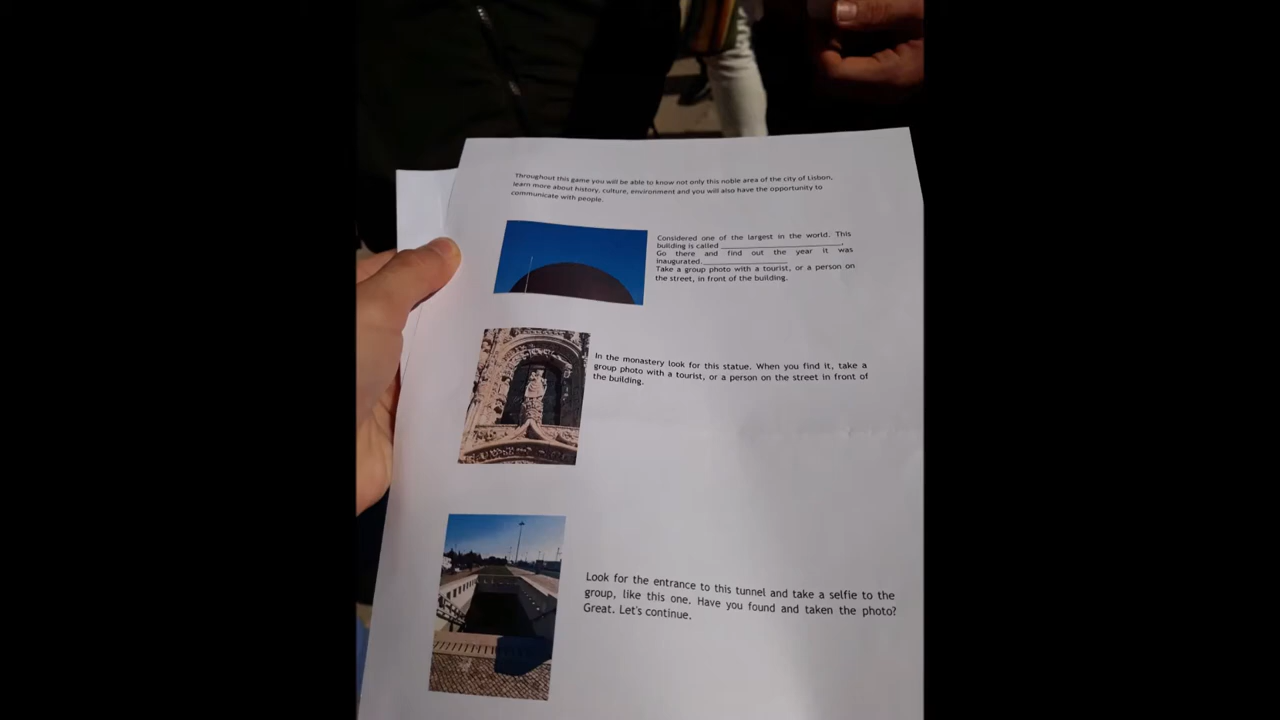 Throughout this game you will be able to know not only this noble area of the city of Lisbon,
learn more about history, culture, environment and you will also have the opportunity to
communicate with people.
Considered one of the largest in the world. This
building is called ____________________.
Go there and find out the year it was
inaugurated.____________________
Take a group photo with a tourist, or a person on
the street, in front of the building.
In the monastery look for this statue. When you find it, take a
group photo with a tourist, or a person on the street in front of
the building.
Look for the entrance to this tunnel and take a selfie to the
group, like this one. Have you found and taken the photo?
Great. Let's continue.